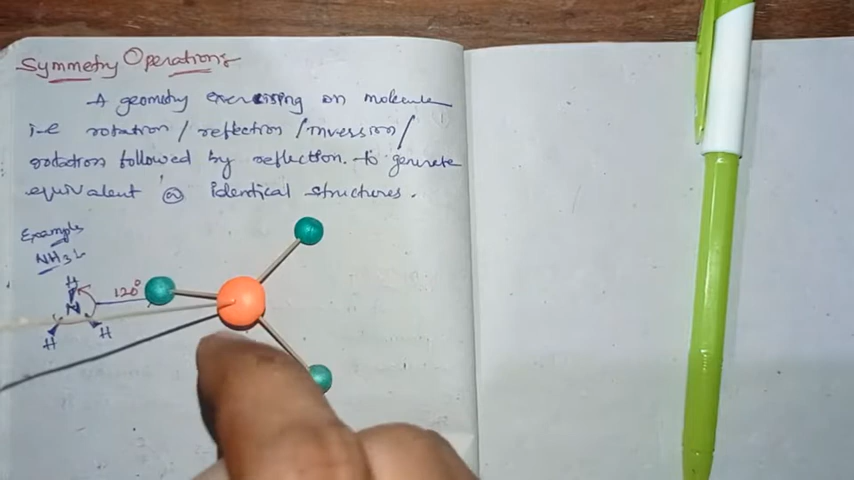 Symmetry Operations
A geometry exercising on molecule
i-e rotation / reflection / inversion /
rotation followed by reflection. to generate
equivalent or identical structures.
Example
NH3
H
120°
N
H H